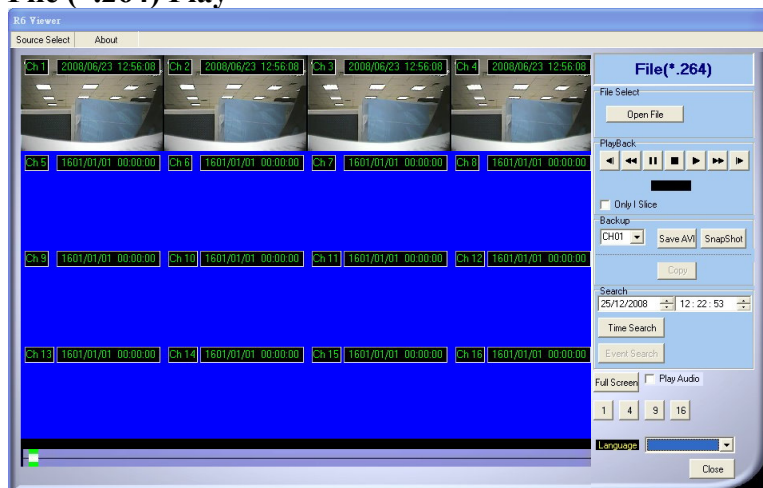 File (*.264) Play
R6 Viewer
Source Select About
Ch 1 2008/06/23 12:56:08 Ch 2 2008/06/23 12:56:08 Ch 3 2008/06/23 12:56:08 Ch 4 2008/06/23 12:56:08
Ch 5 1601/01/01 00:00:00 Ch 6 1601/01/01 00:00:00 Ch 7 1601/01/01 00:00:00 Ch 8 1601/01/01 00:00:00
Ch 9 1601/01/01 00:00:00 Ch 10 1601/01/01 00:00:00 Ch 11 1601/01/01 00:00:00 Ch 12 1601/01/01 00:00:00
Ch 13 1601/01/01 00:00:00 Ch 14 1601/01/01 00:00:00 Ch 15 1601/01/01 00:00:00 Ch 16 1601/01/01 00:00:00
File(*.264)
File Select
Open File
PlayBack
Only I Slice
Backup
CH01 Save AVI SnapShot
Copy
Search
25/12/2008 12:22:53
Time Search
Event Search
Full Screen Play Audio
1 4 9 16
Language
Close